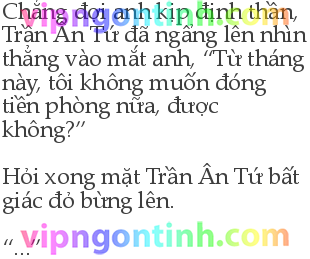 Chẳng đợi anh kịp định thần,
vipngontinh.com
Trần Ân Tứ đã ngẩng lên nhìn
thẳng vào mắt anh, “Từ tháng
này, tôi không muốn đóng
tiền phòng nữa, được
không?”
Hỏi xong mặt Trần Ân Tứ bất
giác đỏ bừng lên.
“…”
vipngontinh.com